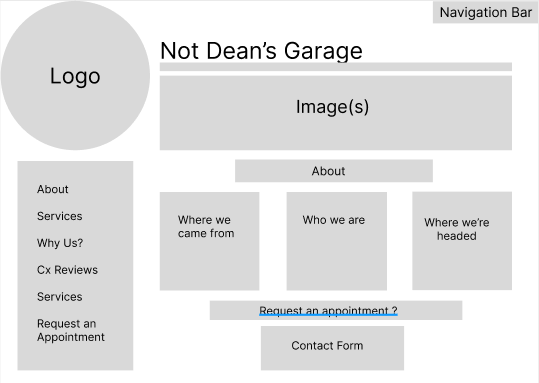 Navigation Bar
Logo
Not Dean's Garage
Image(s)
About
Services
Why Us?
Cx Reviews
Services
Request an
Appointment
About
Where we
came from
Who we are
Where we're
headed
Request an appointment ?
Contact Form